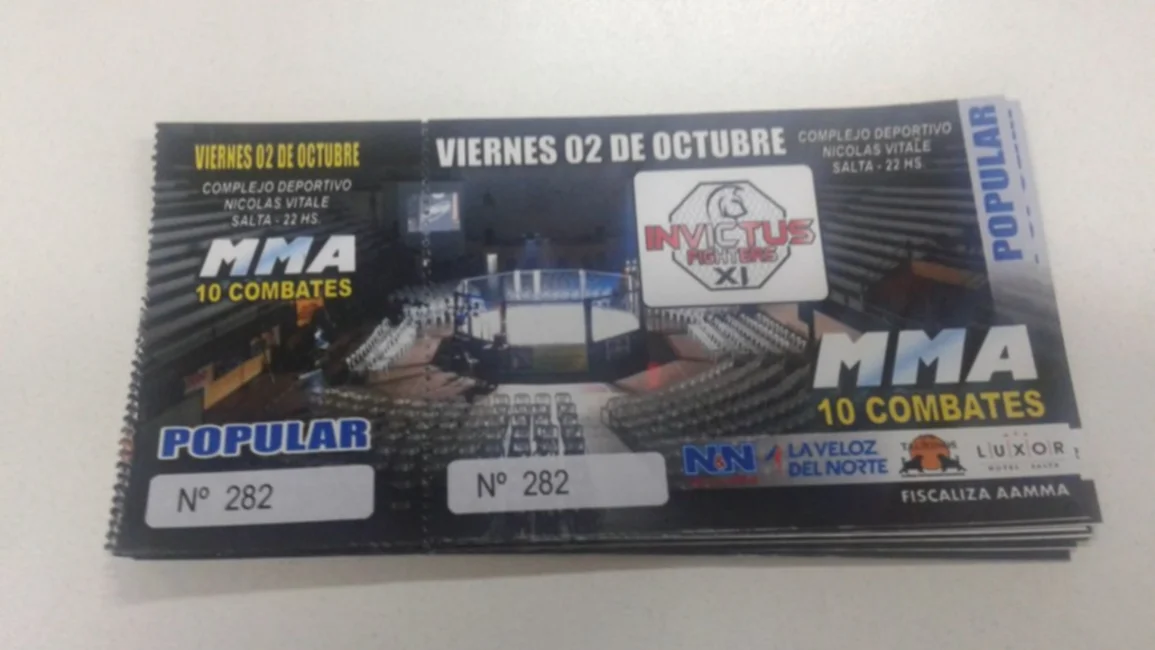 VIERNES 02 DE OCTUBRE
COMPLEJO DEPORTIVO
NICOLAS VITALE
SALTA - 22 HS.
MMA
10 COMBATES
POPULAR
Nº 282
VIERNES 02 DE OCTUBRE
COMPLEJO DEPORTIVO
NICOLAS VITALE
SALTA - 22 HS.
POPULAR
INVICTUS
FIGHTERS
XI
MMA
10 COMBATES
N&N
LA VELOZ
DEL NORTE
LUXOR
HOTEL SALTA
FISCALIZA AAMMA
Nº 282